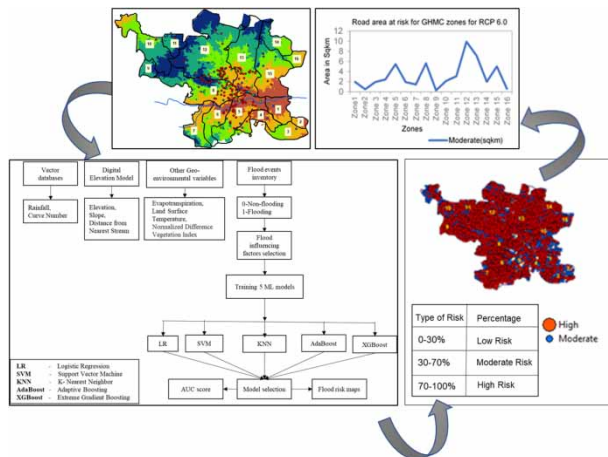 Road area at risk for GHMC zones for RCP 6.0
Area in Sqkm
12
10
8
6
4
2
0
Zone1
Zone2
Zone 3
Zone 4
Zone 5
Zone 6
Zone 7
Zone 8
Zone 9
Zone 10
Zone 11
Zone 12
Zone 13
Zone 14
Zone 15
Zone 16
Zones
Moderate(sqkm)
Vector
databases
Digital
Elevation Model
Other Geo-
environmental variables
Flood events
inventory
Rainfall,
Curve Number
Elevation,
Slope,
Distance from
Nearest Stream
Evapotranspiration,
Land Surface
Temperature,
Normalized Difference
Vegetation Index
0-Non-flooding
1-Flooding
Flood
influencing
factors selection
Training 5 ML models
LR
SVM
KNN
AdaBoost
XGBoost
AUC score
Model selection
Flood risk maps
LR - Logistic Regression
SVM - Support Vector Machine
KNN - K- Nearest Neighbor
AdaBoost - Adaptive Boosting
XGBoost - Extreme Gradient Boosting
Type of Risk Percentage
0-30% Low Risk
30-70% Moderate Risk
70-100% High Risk
High
Moderate